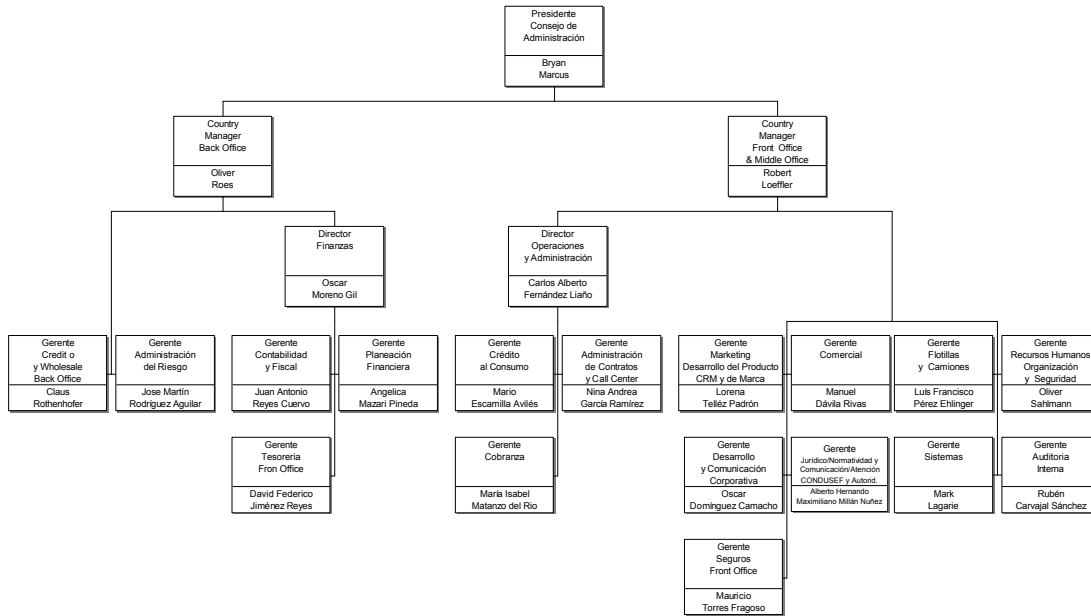 Presidente
Consejo de
Administración
Bryan
Marcus
Country
Manager
Back Office
Oliver
Roes
Country
Manager
Front Office
& Middle Office
Robert
Loeffler
Director
Finanzas
Oscar
Moreno Gil
Director
Operaciones
y Administración
Carlos Alberto
Fernández Liaño
Gerente
Credit o
y Wholesale
Back Office
Claus
Rothenhofer
Gerente
Administración
del Riesgo
Jose Martín
Rodríguez Aguilar
Gerente
Contabilidad
y Fiscal
Juan Antonio
Reyes Cuervo
Gerente
Planeación
Financiera
Angelica
Mazari Pineda
Gerente
Crédito
al Consumo
Mario
Escamilla Avilés
Gerente
Administración
de Contratos
y Call Center
Nina Andrea
García Ramírez
Gerente
Marketing
Desarrollo del Producto
CRM y de Marca
Lorena
Telléz Padrón
Gerente
Comercial
Manuel
Dávila Rivas
Gerente
Flotillas
y Camiones
Luís Francisco
Pérez Ehlinger
Gerente
Recursos Humanos
Organización
y Seguridad
Oliver
Sahlmann
Gerente
Tesoreria
Fron Office
David Federico
Jiménez Reyes
Gerente
Cobranza
María Isabel
Matanzo del Rio
Gerente
Desarrollo
y Comunicación
Corporativa
Oscar
Domínguez Camacho
Gerente
Jurídico/Normatividad y
Comunicación/Atención
CONDUSEF y Autorid.
Alberto Hernando
Maximiliano Millán Nuñez
Gerente
Sistemas
Mark
Lagarie
Gerente
Auditoria
Interna
Rubén
Carvajal Sánchez
Gerente
Seguros
Front Office
Mauricio
Torres Fragoso